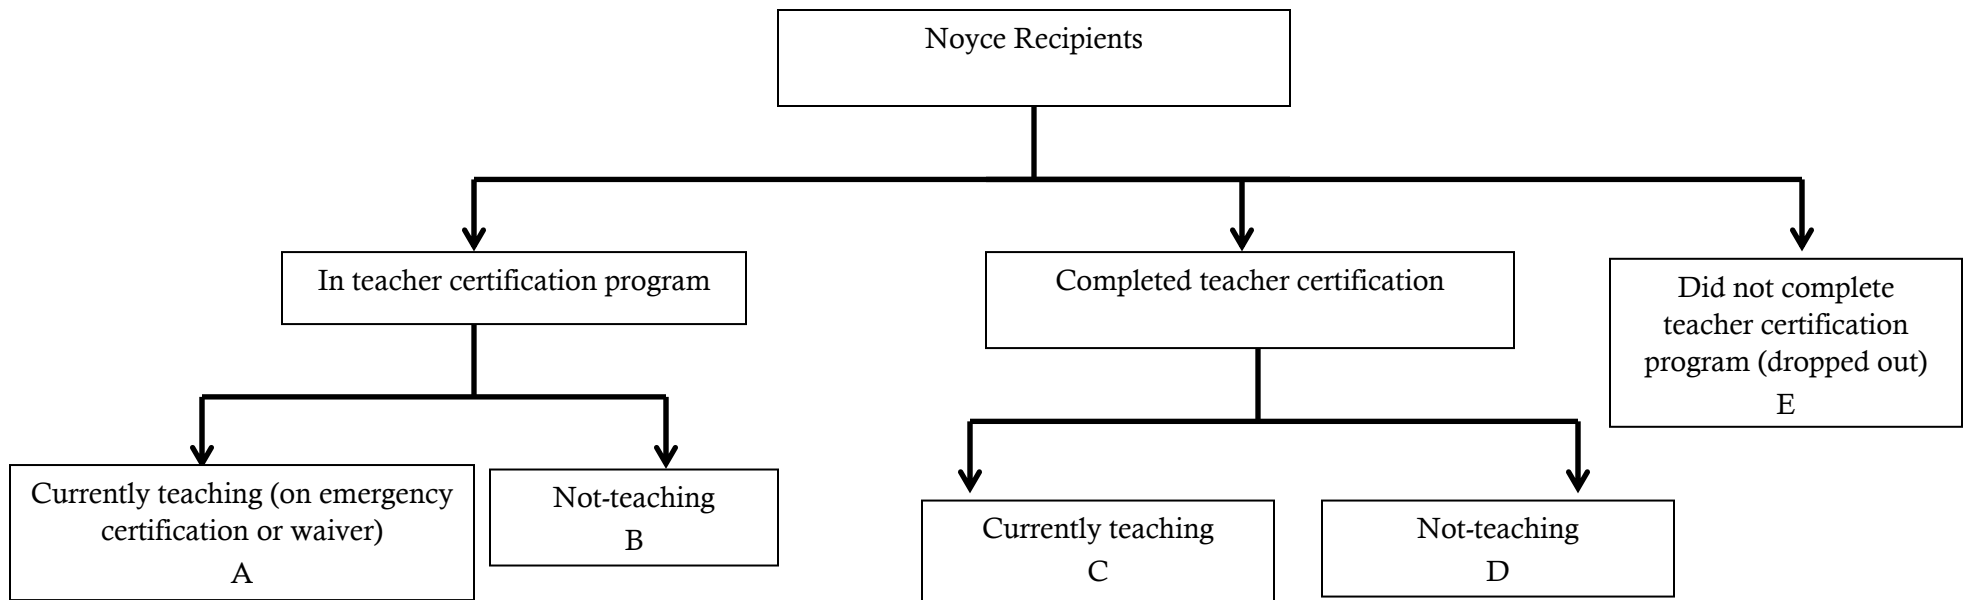 Noyce Recipients
In teacher certification program
Completed teacher certification
Did not complete
teacher certification
program (dropped out)
E
Currently teaching (on emergency
certification or waiver)
A
Not-teaching
B
Currently teaching
C
Not-teaching
D